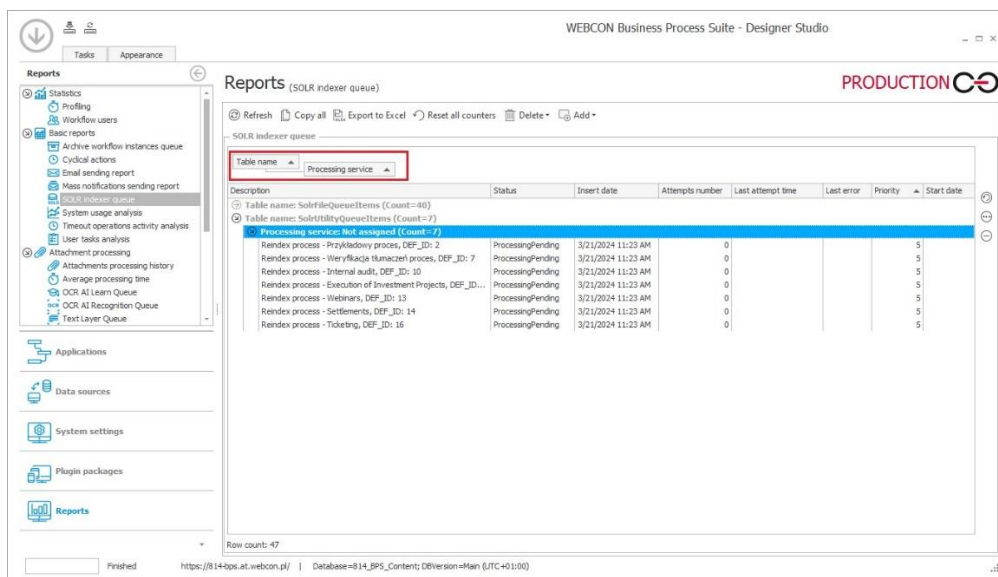 WEBCON Business Process Suite - Designer Studio
Tasks Appearance
Reports
Statistics
Profiling
Workflow users
Basic reports
Archive workflow instances queue
Cyclical actions
Email sending report
Mass notifications sending report
SOLR indexer queue
System usage analysis
Timeout operations activity analysis
User tasks analysis
Attachment processing
Attachments processing history
Average processing time
OCR AI Learn Queue
OCR AI Recognition Queue
Text Layer Queue
Applications
Data sources
System settings
Plugin packages
Reports
Reports (SOLR indexer queue)
PRODUCTION
Refresh Copy all Export to Excel Reset all counters Delete Add
SOLR indexer queue
Table name
Processing service
Description Status Insert date Attempts number Last attempt time Last error Priority Start date
Table name: SolrFileQueueItems (Count=40)
Table name: SolrUtilityQueueItems (Count=7)
Processing service: Not assigned (Count=7)
Reindex process - Przykładowy proces, DEF_ID: 2 ProcessingPending 3/21/2024 11:23 AM 0 5
Reindex process - Weryfikacja tłumaczeń proces, DEF_ID: 7 ProcessingPending 3/21/2024 11:23 AM 0 5
Reindex process - Internal audit, DEF_ID: 10 ProcessingPending 3/21/2024 11:23 AM 0 5
Reindex process - Execution of Investment Projects, DEF_ID... ProcessingPending 3/21/2024 11:23 AM 0 5
Reindex process - Webinars, DEF_ID: 13 ProcessingPending 3/21/2024 11:23 AM 0 5
Reindex process - Settlements, DEF_ID: 14 ProcessingPending 3/21/2024 11:23 AM 0 5
Reindex process - Ticketing, DEF_ID: 16 ProcessingPending 3/21/2024 11:23 AM 0 5
Row count: 47
Finished https://814-bps.at.webcon.pl/ | Database=814_BPS_Content; DBVersion=Main (UTC+01:00)